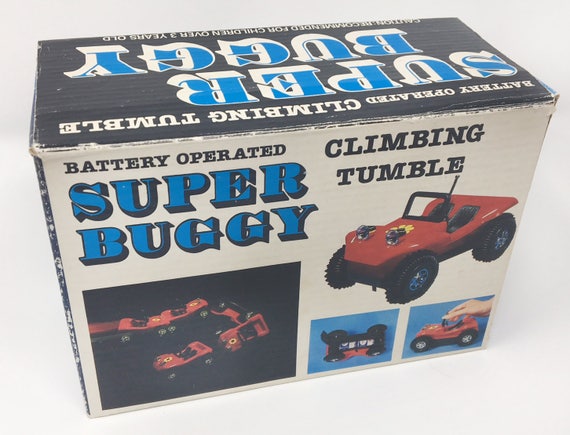 CAUTION: RECOMMENDED FOR CHILDREN OVER 3 YEARS OLD
SUPER
BUGGY
BATTERY OPERATED CLIMBING TUMBLE
BATTERY OPERATED
SUPER
BUGGY
CLIMBING
TUMBLE